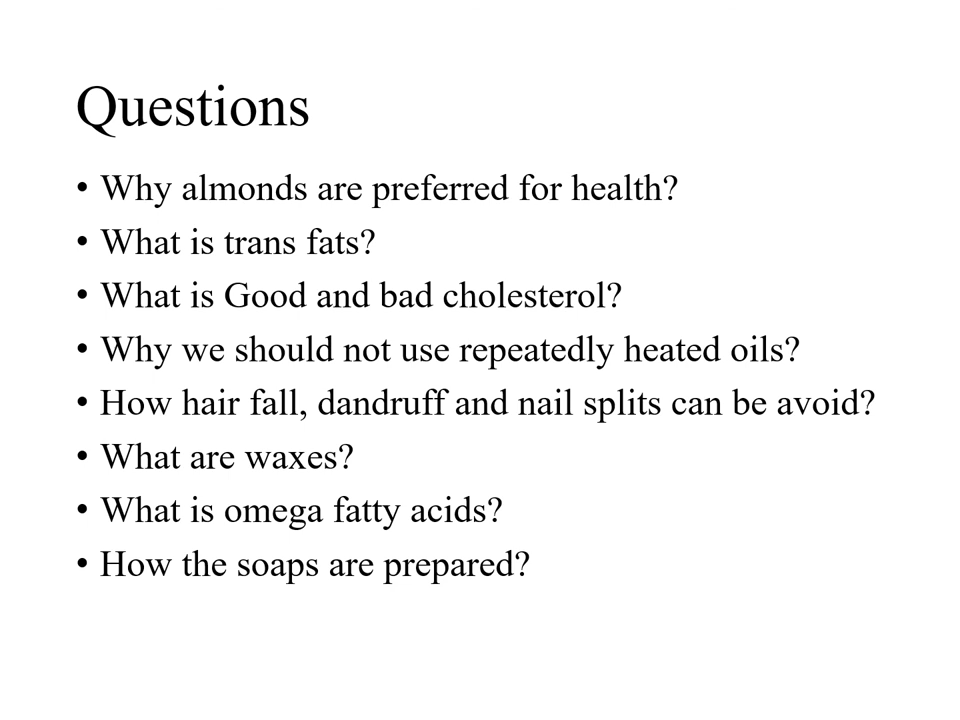 Questions
• Why almonds are preferred for health?
• What is trans fats?
• What is Good and bad cholesterol?
• Why we should not use repeatedly heated oils?
• How hair fall, dandruff and nail splits can be avoid?
• What are waxes?
• What is omega fatty acids?
• How the soaps are prepared?